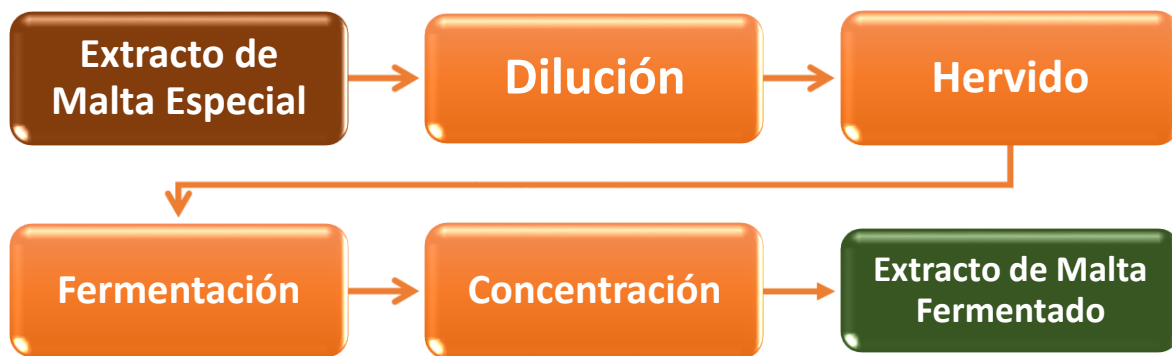 Extracto de
Malta Especial
Dilución
Hervido
Fermentación
Concentración
Extracto de Malta
Fermentado